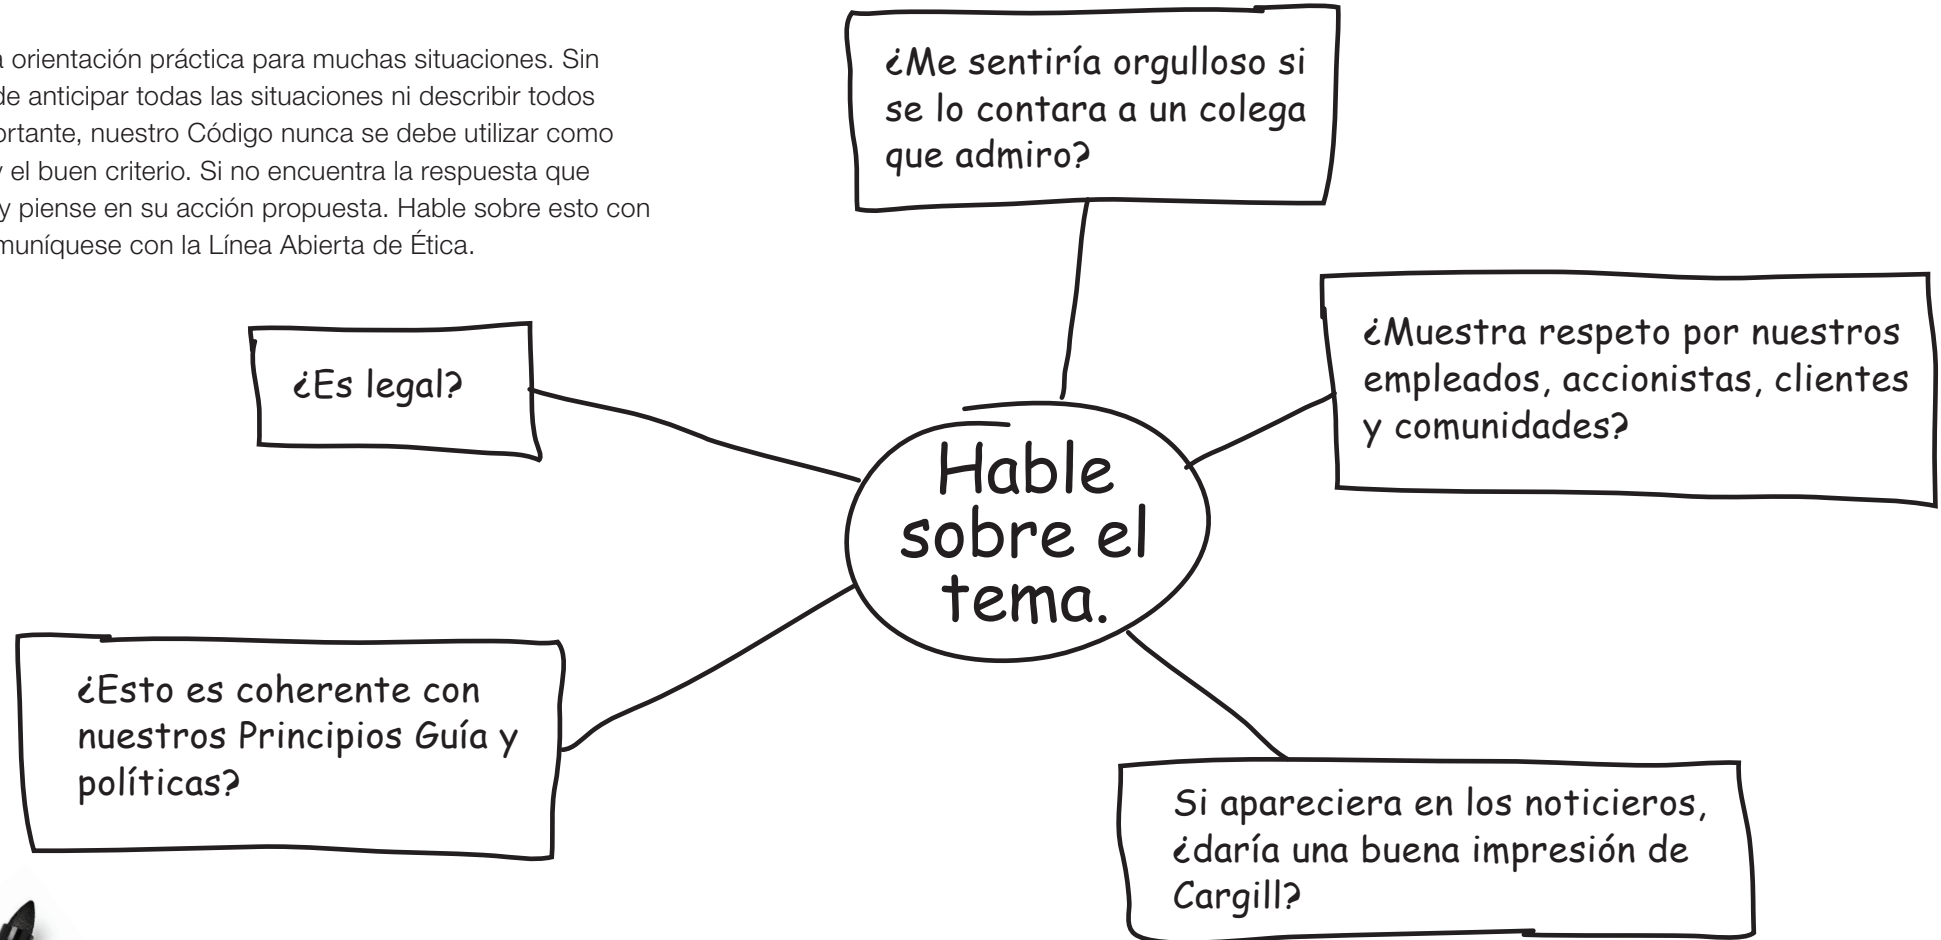 a orientación práctica para muchas situaciones. Sin
de anticipar todas las situaciones ni describir todos
ortante, nuestro Código nunca se debe utilizar como
y el buen criterio. Si no encuentra la respuesta que
y piense en su acción propuesta. Hable sobre esto con
muníquese con la Línea Abierta de Ética.
¿Me sentiría orgulloso si
se lo contara a un colega
que admiro?
¿Es legal?
¿Muestra respeto por nuestros
empleados, accionistas, clientes
y comunidades?
Hable
sobre el
tema.
¿Esto es coherente con
nuestros Principios Guía y
políticas?
Si apareciera en los noticieros,
¿daría una buena impresión de
Cargill?